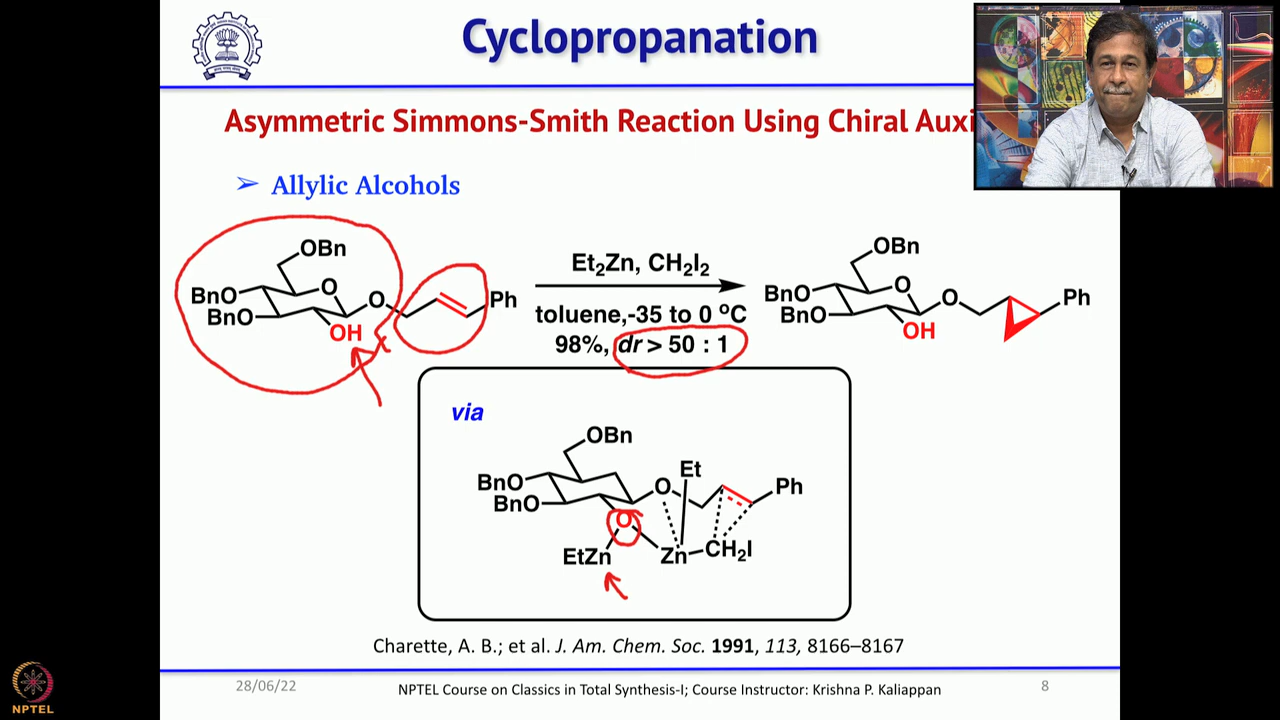 Cyclopropanation
Asymmetric Simmons-Smith Reaction Using Chiral Auxi
➢ Allylic Alcohols
OBn
O
BnO
BnO
OH
O
Ph
Et₂Zn, CH₂I₂
toluene,-35 to 0 ºC
98%, dr > 50 : 1
OBn
O
BnO
BnO
OH
O
Ph
via
OBn
BnO
BnO
O
O
Et
Ph
EtZn
Zn
CH₂I
Charette, A. B.; et al. J. Am. Chem. Soc. 1991, 113, 8166–8167
28/06/22
NPTEL Course on Classics in Total Synthesis-I; Course Instructor: Krishna P. Kaliappan
8
NPTEL